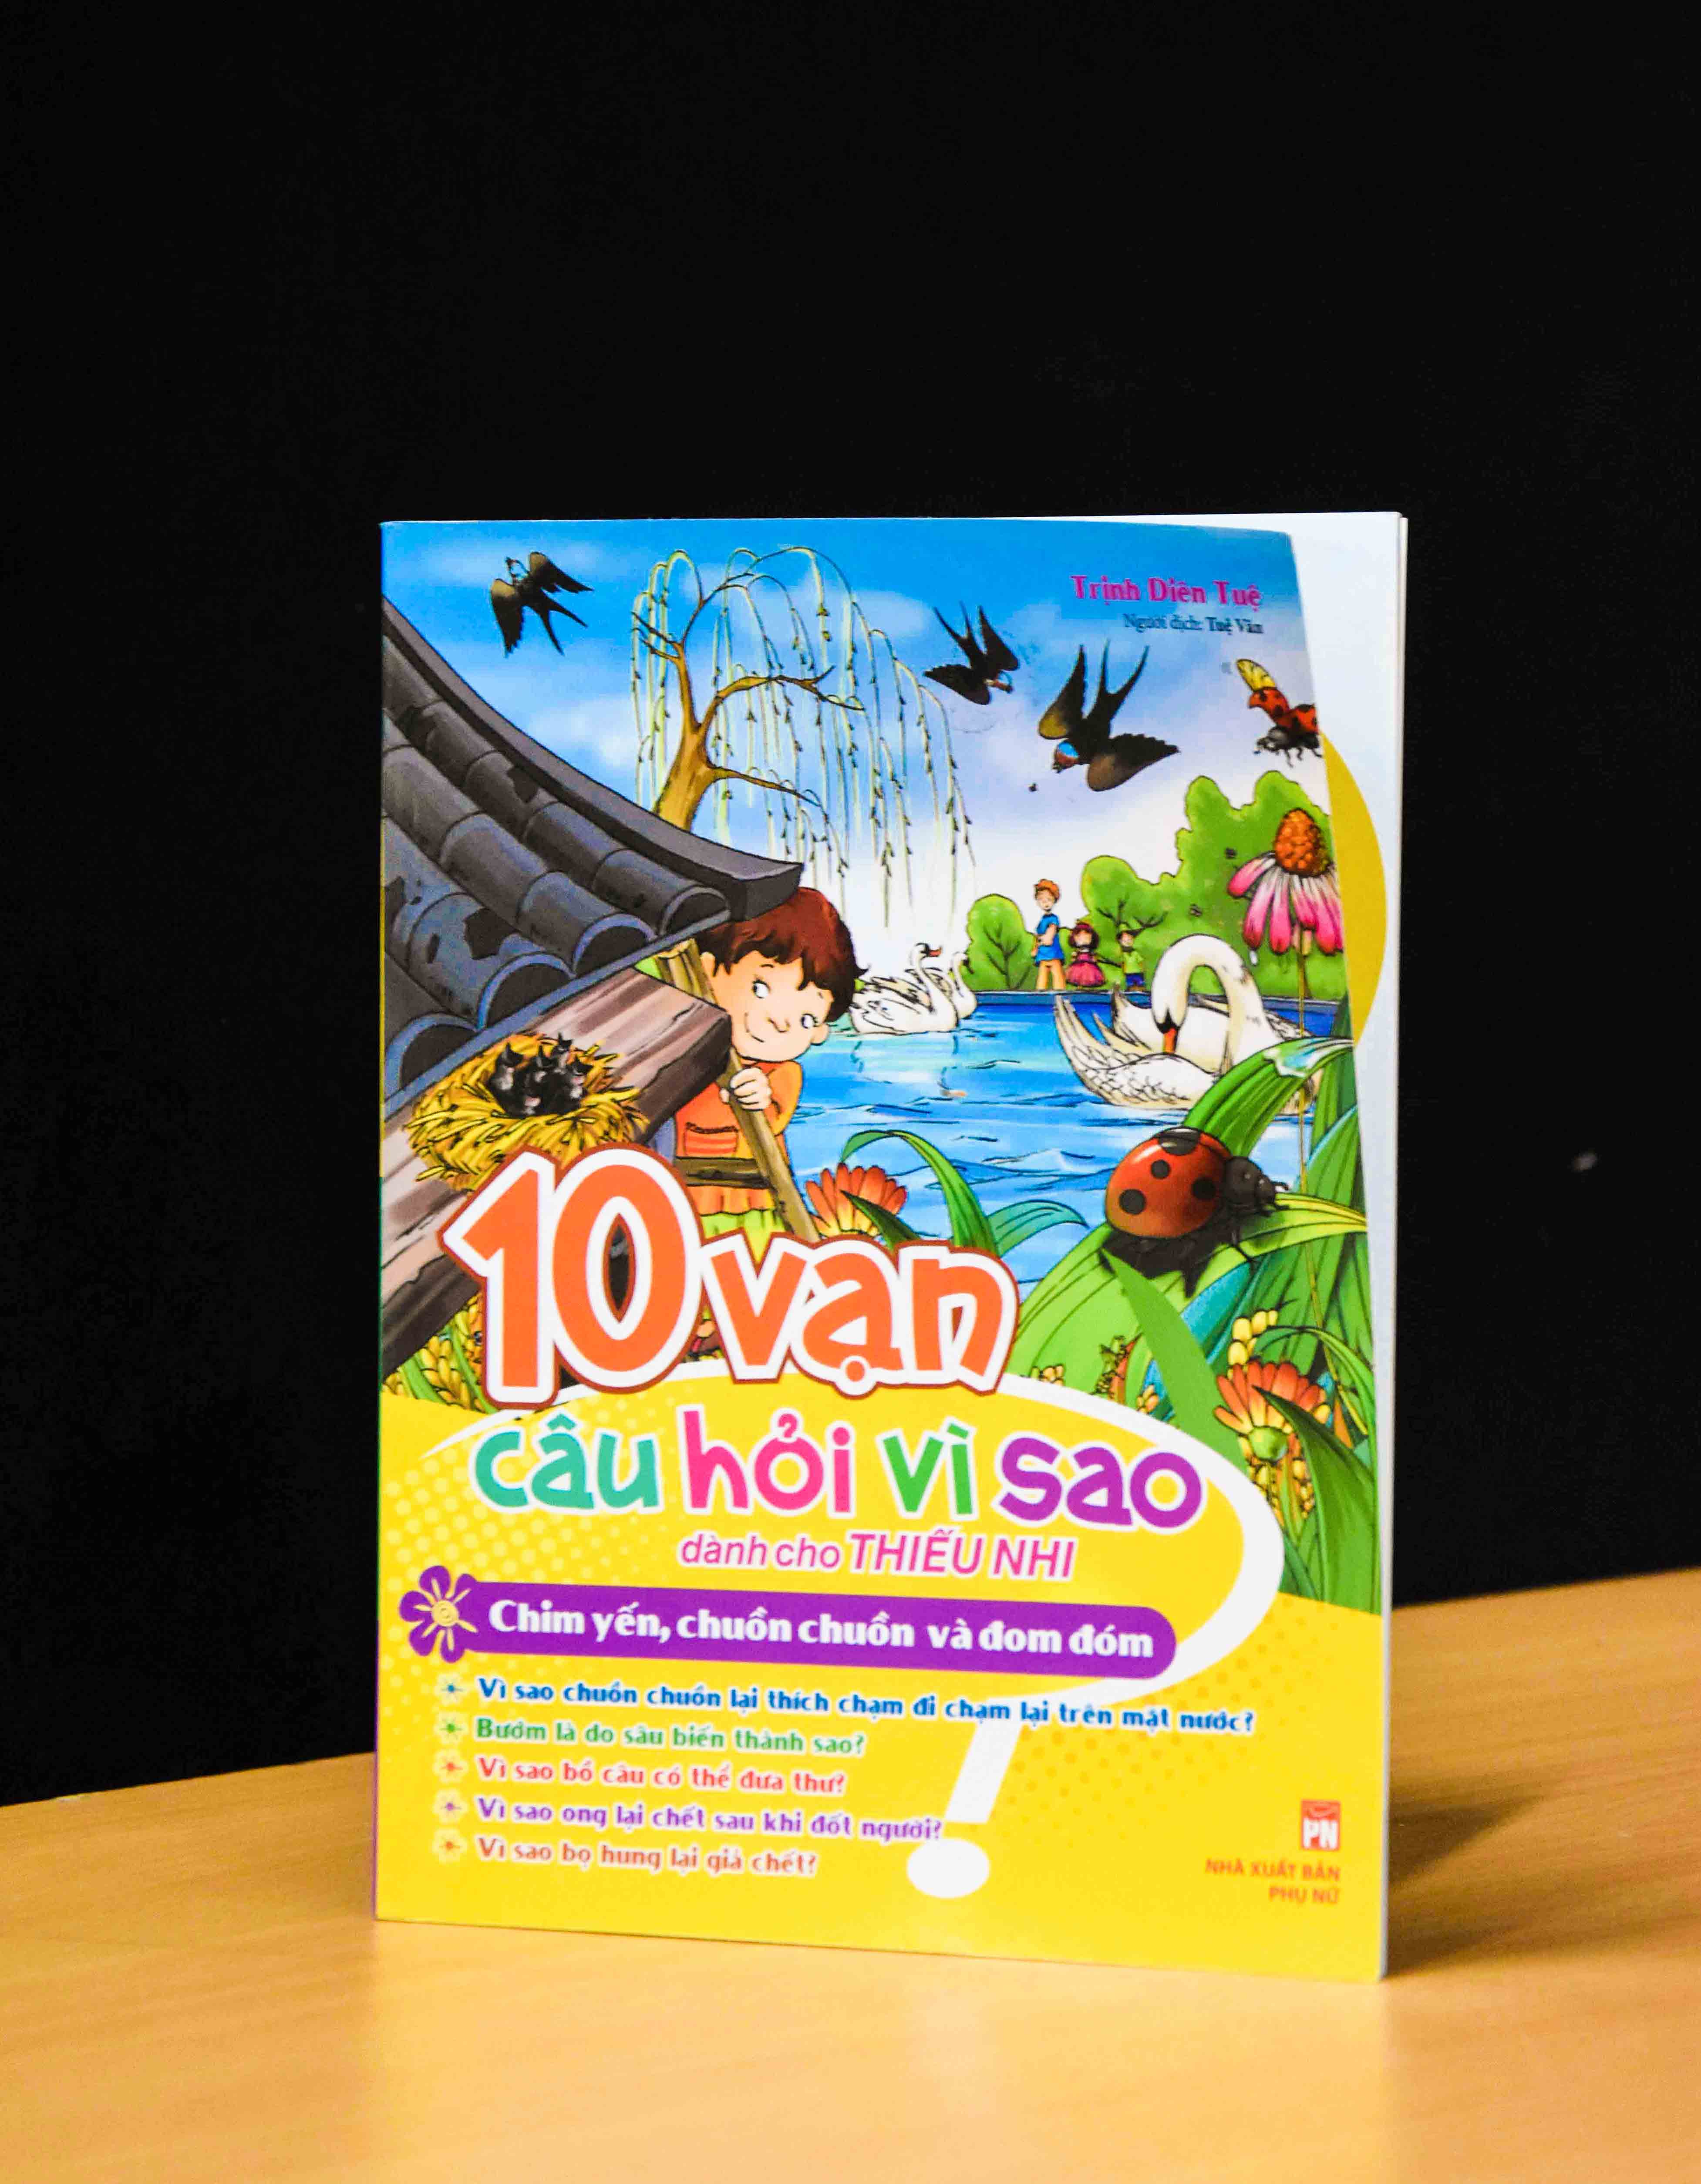 Trịnh Diên Tuệ
Người dịch: Tuệ Văn
10 vạn
câu hỏi vì sao
dành cho THIẾU NHI
Chim yến, chuồn chuồn và đom đóm
Vì sao chuồn chuồn lại thích chạm đi chạm lại trên mặt nước?
Bướm là do sâu biến thành sao?
Vì sao bồ câu có thể đưa thư?
Vì sao ong lại chết sau khi đốt người?
Vì sao bọ hung lại giả chết?
PN
NHÀ XUẤT BẢN
PHỤ NỮ